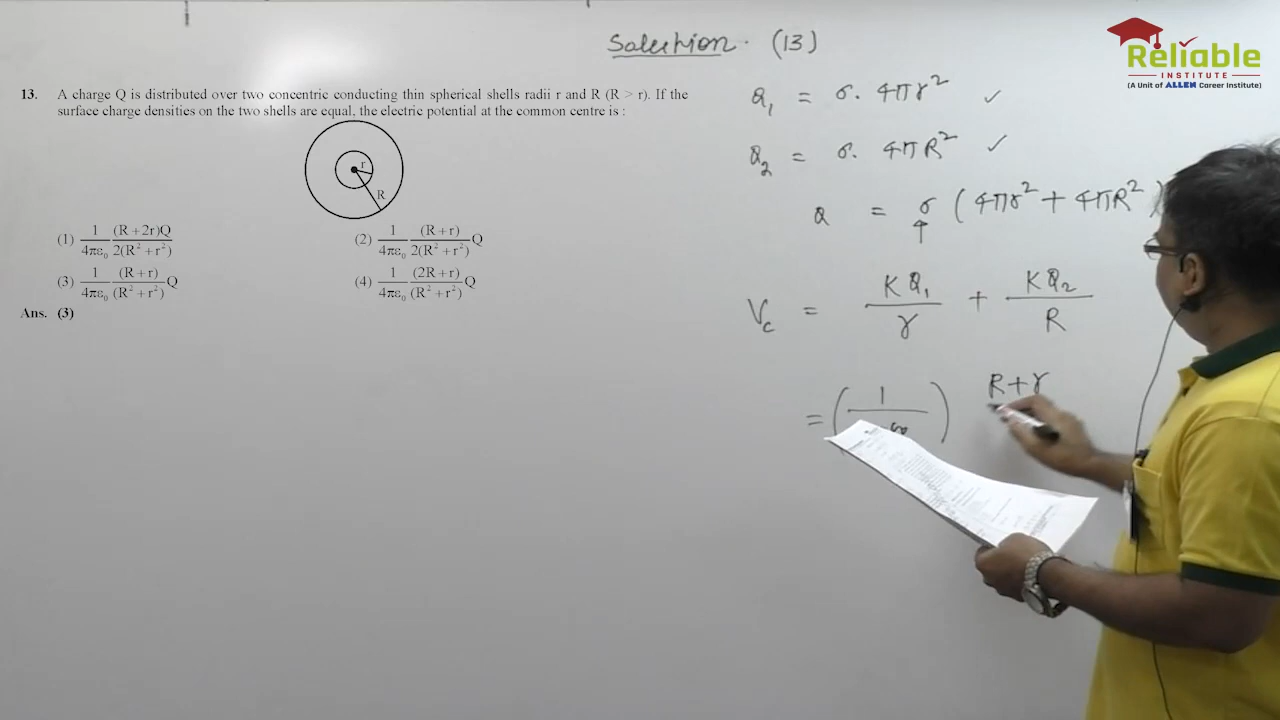 Reliable
INSTITUTE
(A Unit of ALLEN Career Institute)
Solution. (13)
13. A charge Q is distributed over two concentric conducting thin spherical shells radii r and R (R > r). If the
surface charge densities on the two shells are equal, the electric potential at the common centre is :
r
R
(1) 1/4πε₀ (R+2r)Q/2(R²+r²)
(2) 1/4πε₀ (R+r)/2(R²+r²) Q
(3) 1/4πε₀ (R+r)/(R²+r²) Q
(4) 1/4πε₀ (2R+r)/(R²+r²) Q
Ans. (3)
Q₁ = σ. 4πr² ✓
Q₂ = σ. 4πR² ✓
Q = σ (4πr² + 4πR²)
↑
V_c = KQ₁/r + KQ₂/R
= (1/ ) R+r